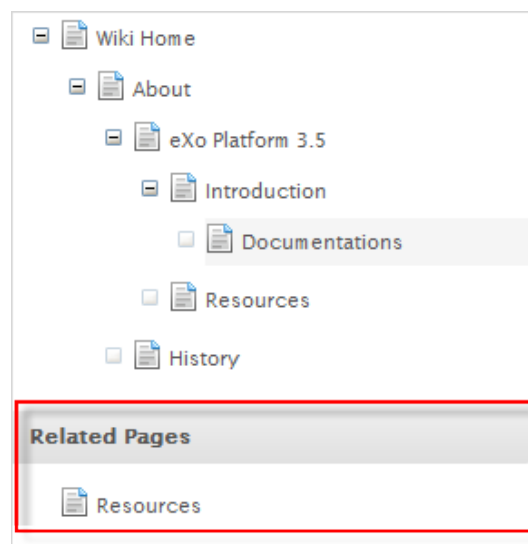 Wiki Home
About
eXo Platform 3.5
Introduction
Documentations
Resources
History
Related Pages
Resources